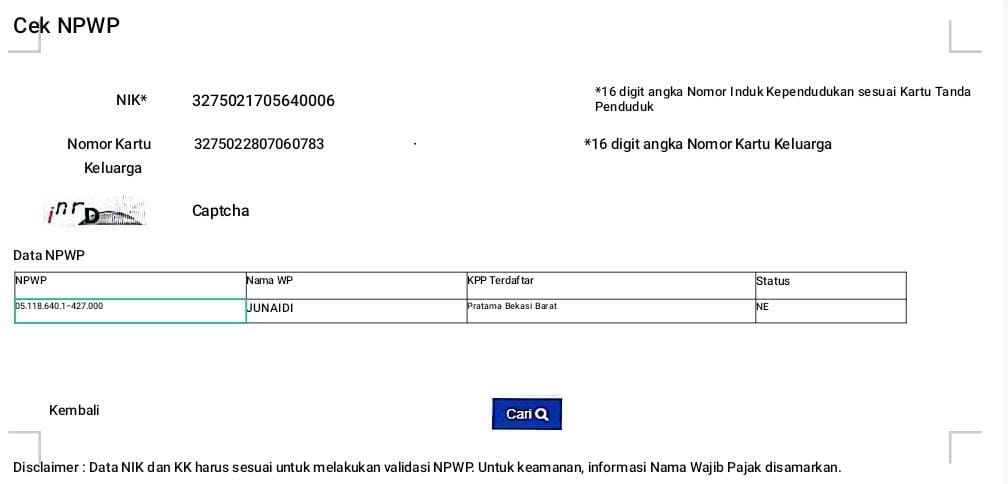 Cek NPWP
NIK* 3275021705640006 *16 digit angka Nomor Induk Kependudukan sesuai Kartu Tanda
Penduduk
Nomor Kartu 3275022807060783 *16 digit angka Nomor Kartu Keluarga
Keluarga
inrD Captcha
Data NPWP
NPWP Nama WP KPP Terdaftar Status
05.118.640.1-427.000 JUNAIDI Pratama Bekasi Barat NE
Kembali Cari
Disclaimer : Data NIK dan KK harus sesuai untuk melakukan validasi NPWP. Untuk keamanan, informasi Nama Wajib Pajak disamarkan.